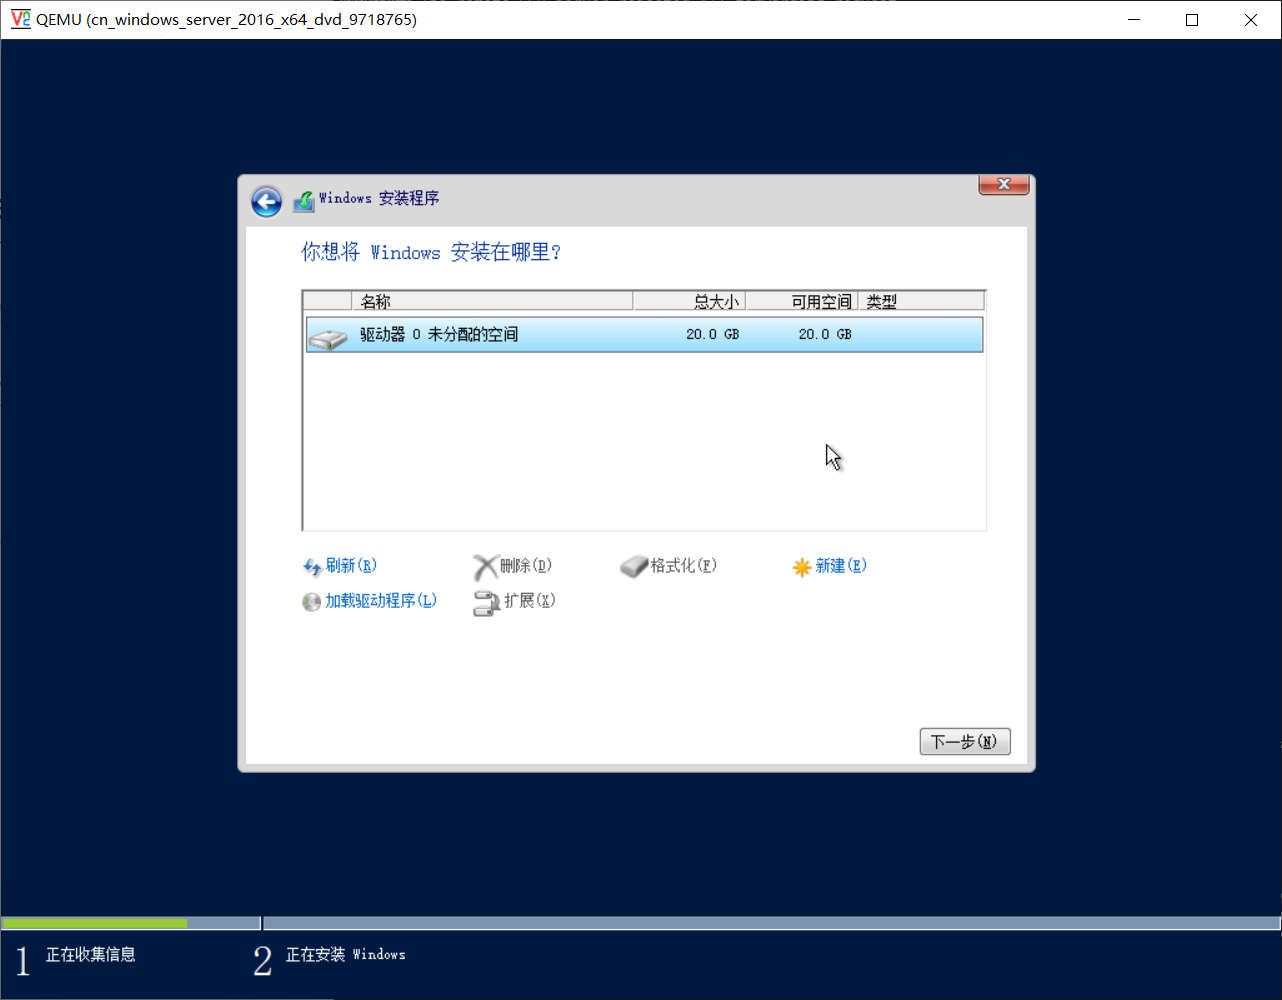 QEMU (cn_windows_server_2016_x64_dvd_9718765)
Windows 安装程序
你想将 Windows 安装在哪里?
名称 总大小 可用空间 类型
驱动器 0 未分配的空间 20.0 GB 20.0 GB
刷新(R) 删除(D) 格式化(F) 新建(E)
加载驱动程序(L) 扩展(X)
下一步(N)
1 正在收集信息 2 正在安装 Windows